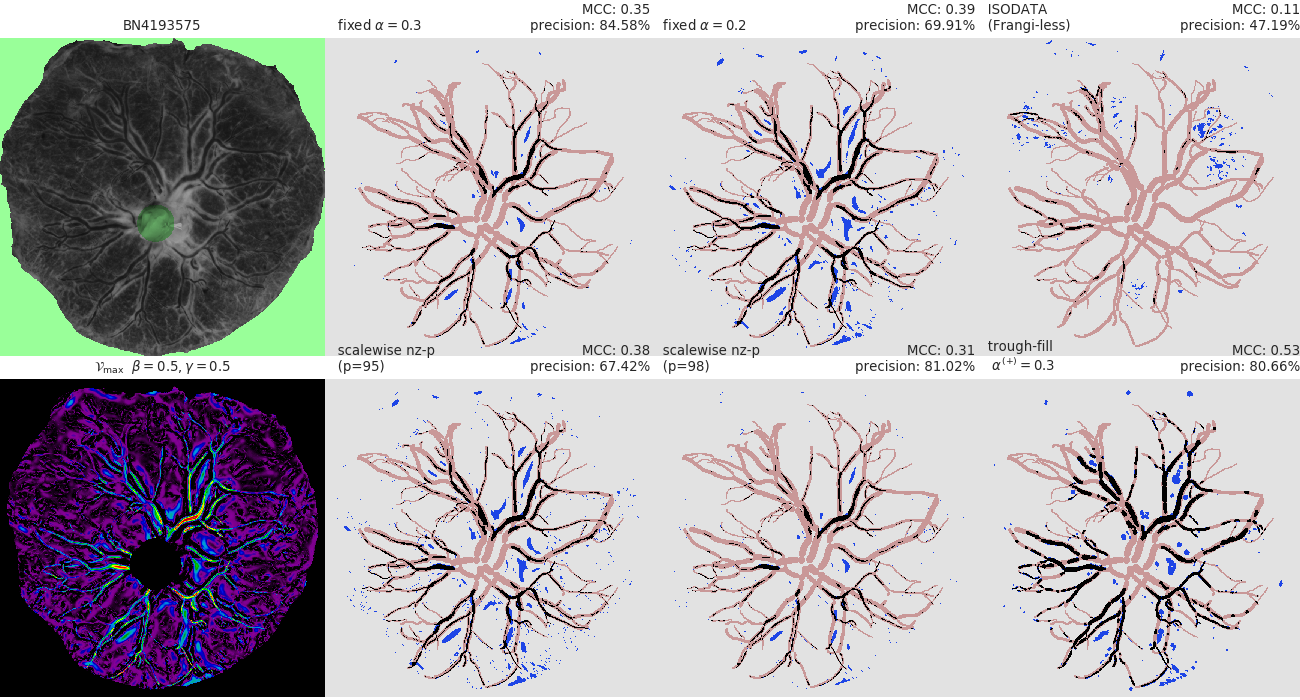 BN4193575
fixed α = 0.3
MCC: 0.35
precision: 84.58%
fixed α = 0.2
MCC: 0.39
precision: 69.91%
ISODATA
(Frangi-less)
MCC: 0.11
precision: 47.19%
𝒱max β = 0.5, γ = 0.5
scalewise nz-p
(p=95)
MCC: 0.38
precision: 67.42%
scalewise nz-p
(p=98)
MCC: 0.31
precision: 81.02%
trough-fill
α(+) = 0.3
MCC: 0.53
precision: 80.66%